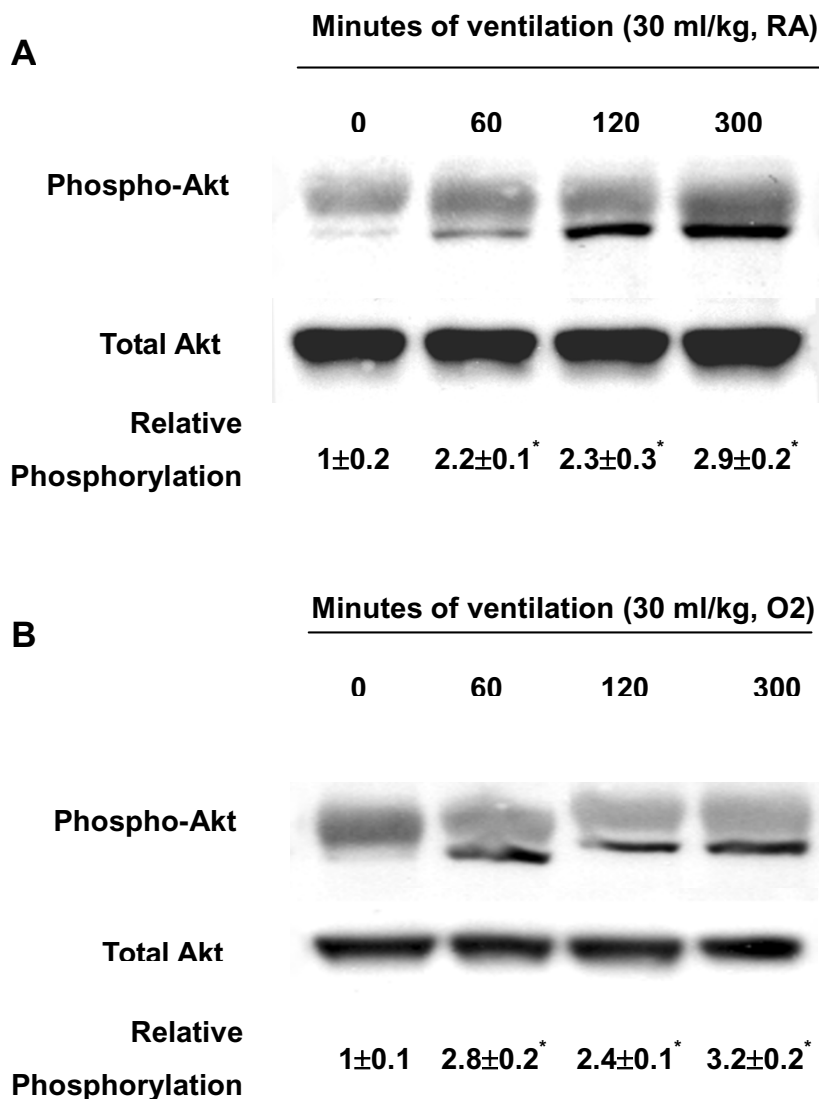 A
Minutes of ventilation (30 ml/kg, RA)
0 60 120 300
Phospho-Akt
Total Akt
Relative
Phosphorylation
1±0.2 2.2±0.1* 2.3±0.3* 2.9±0.2*
B
Minutes of ventilation (30 ml/kg, O2)
0 60 120 300
Phospho-Akt
Total Akt
Relative
Phosphorylation
1±0.1 2.8±0.2* 2.4±0.1* 3.2±0.2*